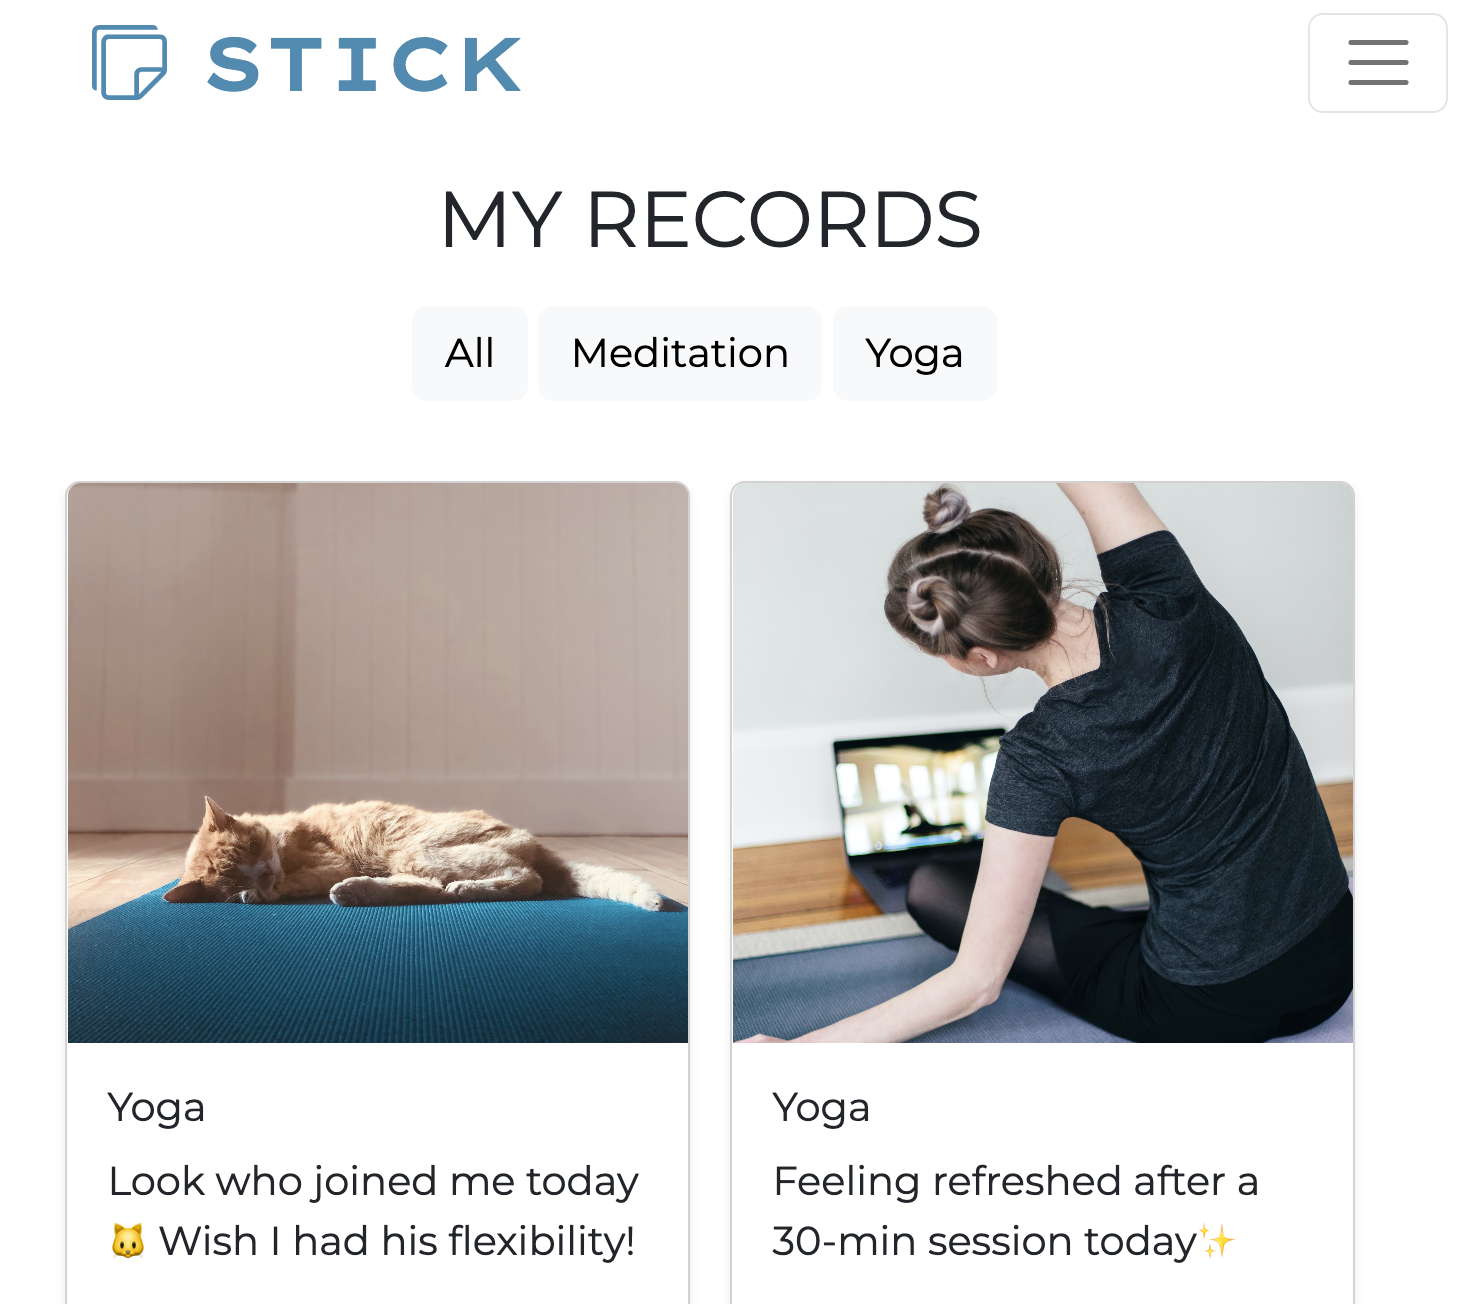 STICK
MY RECORDS
All Meditation Yoga
Yoga
Look who joined me today
🐱 Wish I had his flexibility!
Yoga
Feeling refreshed after a
30-min session today✨